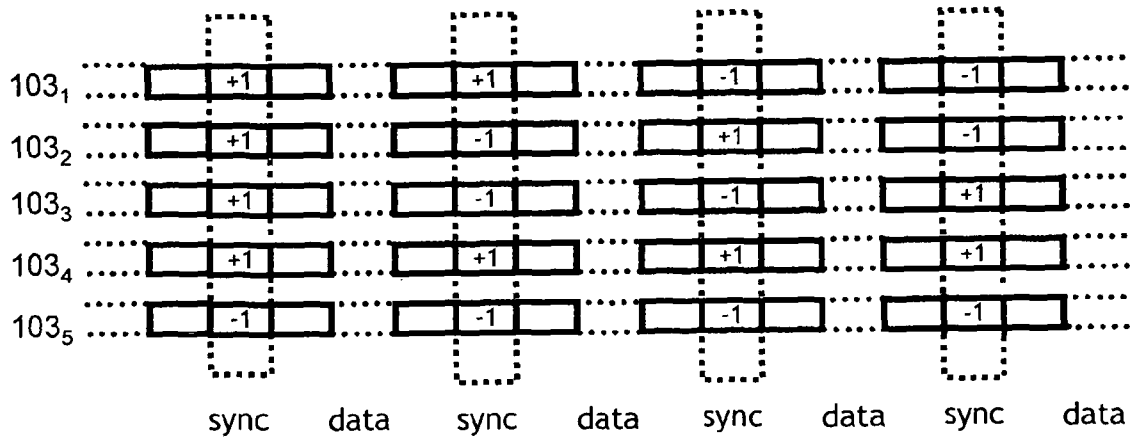 103₁ +1 +1 -1 -1
103₂ +1 -1 +1 -1
103₃ +1 -1 -1 +1
103₄ +1 +1 +1 +1
103₅ -1 -1 -1 -1
sync data sync data sync data sync data